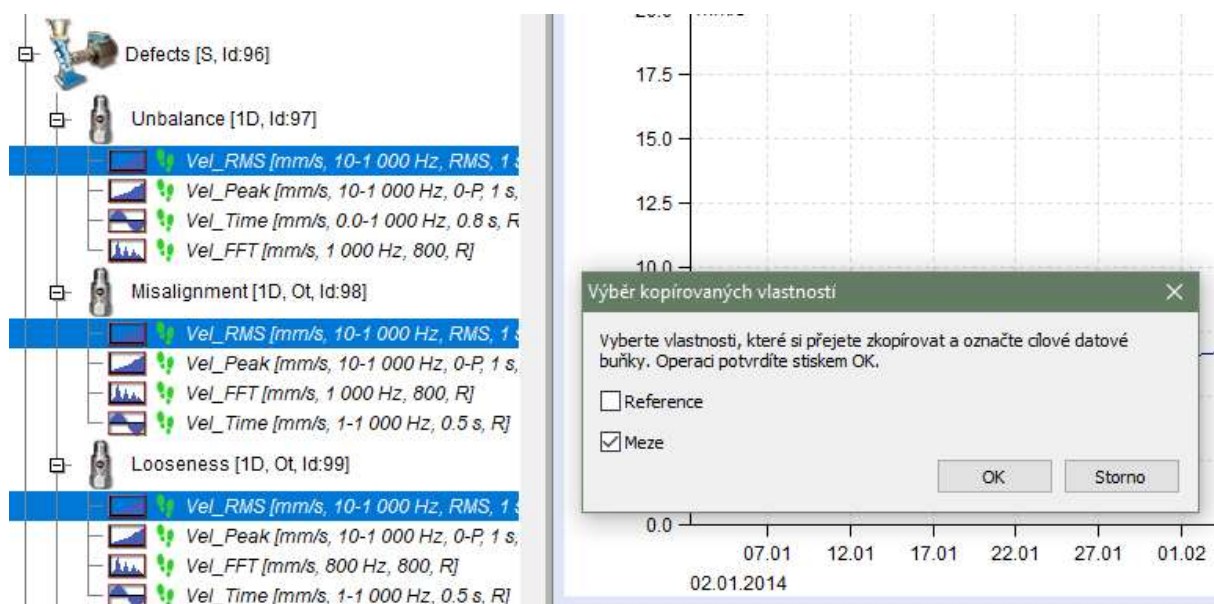 Defects [S, Id:96]
Unbalance [1D, Id:97]
Vel_RMS [mm/s, 10-1 000 Hz, RMS, 1
Vel_Peak [mm/s, 10-1 000 Hz, 0-P, 1 s,
Vel_Time [mm/s, 0.0-1 000 Hz, 0.8 s,
Vel_FFT [mm/s, 1 000 Hz, 800, R]
Misalignment [1D, Ot, Id:98]
Vel_RMS [mm/s, 10-1 000 Hz, RMS, 1
Vel_Peak [mm/s, 10-1 000 Hz, 0-P, 1 s,
Vel_FFT [mm/s, 1 000 Hz, 800, R]
Vel_Time [mm/s, 1-1 000 Hz, 0.5 s, R]
Looseness [1D, Ot, Id:99]
Vel_RMS [mm/s, 10-1 000 Hz, RMS, 1
Vel_Peak [mm/s, 10-1 000 Hz, 0-P, 1 s,
Vel_FFT [mm/s, 800 Hz, 800, R]
Vel_Time [mm/s, 1-1 000 Hz, 0.5 s, R]
17.5
15.0
12.5
10.0
Výběr kopírovaných vlastností
Vyberte vlastnosti, které si přejete zkopírovat a označte cílové datové
buňky. Operaci potvrdíte stiskem OK.
Reference
Meze
OK Storno
0.0
07.01 12.01 17.01 22.01 27.01 01.02
02.01.2014